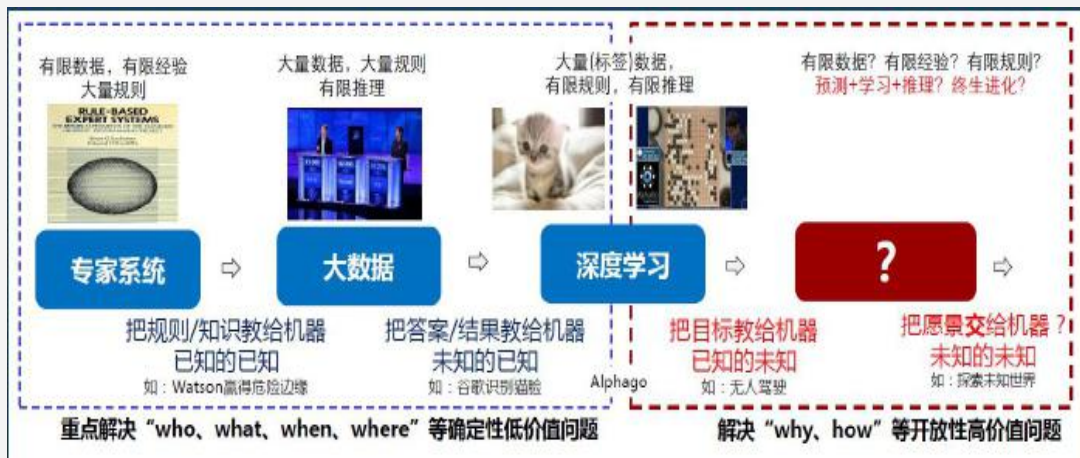 有限数据，有限经验
大量规则
大量数据，大量规则
有限推理
大量(标签)数据，
有限规则，有限推理
有限数据？有限经验？有限规则？
预测+学习+推理？终生进化？
RULE-BASED
EXPERT SYSTEMS
专家系统
大数据
深度学习
?
把规则/知识教给机器
已知的已知
如：Watson赢得危险边缘
把答案/结果教给机器
未知的已知
如：谷歌识别猫脸
Alphago
把目标教给机器
已知的未知
如：无人驾驶
把愿景交给机器？
未知的未知
如：探索未知世界
重点解决“who、what、when、where”等确定性低价值问题
解决“why、how”等开放性高价值问题